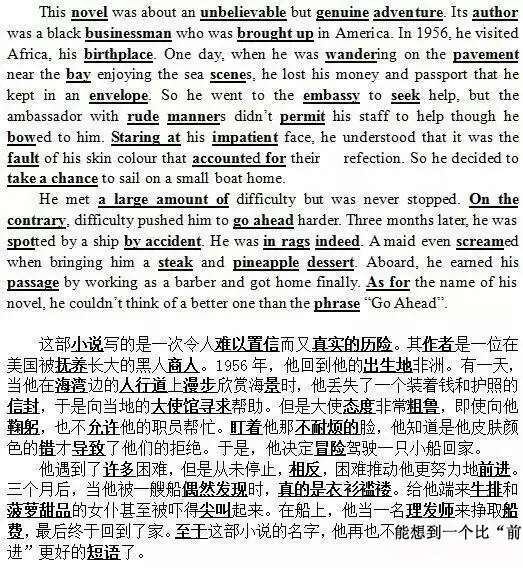 This novel was about an unbelievable but genuine adventure. Its author
was a black businessman who was brought up in America. In 1956, he visited
Africa, his birthplace. One day, when he was wandering on the pavement
near the bay enjoying the sea scenes, he lost his money and passport that he
kept in an envelope. So he went to the embassy to seek help, but the
ambassador with rude manners didn't permit his staff to help though he
bowed to him. Staring at his impatient face, he understood that it was the
fault of his skin colour that accounted for their refection. So he decided to
take a chance to sail on a small boat home.
He met a large amount of difficulty but was never stopped. On the
contrary, difficulty pushed him to go ahead harder. Three months later, he was
spotted by a ship by accident. He was in rags indeed. A maid even screamed
when bringing him a steak and pineapple dessert. Aboard, he earned his
passage by working as a barber and got home finally. As for the name of his
novel, he couldn't think of a better one than the phrase “Go Ahead”.
这部小说写的是一次令人难以置信而又真实的历险。其作者是一位在
美国被抚养长大的黑人商人。1956 年，他回到他的出生地非洲。有一天，
当他在海湾边的人行道上漫步欣赏海景时，他丢失了一个装着钱和护照的
信封，于是向当地的大使馆寻求帮助。但是大使态度非常粗鲁，即使向他
鞠躬，也不允许他的职员帮忙。盯着他那不耐烦的脸，他知道是他皮肤颜
色的错才导致了他们的拒绝。于是，他决定冒险驾驶一只小船回家。
他遇到了许多困难，但是从未停止，相反，困难推动他更努力地前进。
三个月后，当他被一艘船偶然发现时，真的是衣衫褴褛。给他端来牛排和
菠萝甜品的女仆甚至被吓得尖叫起来。在船上，他当一名理发师来挣取船
费，最后终于回到了家。至于这部小说的名字，他再也不能想到一个比“前
进”更好的短语了。